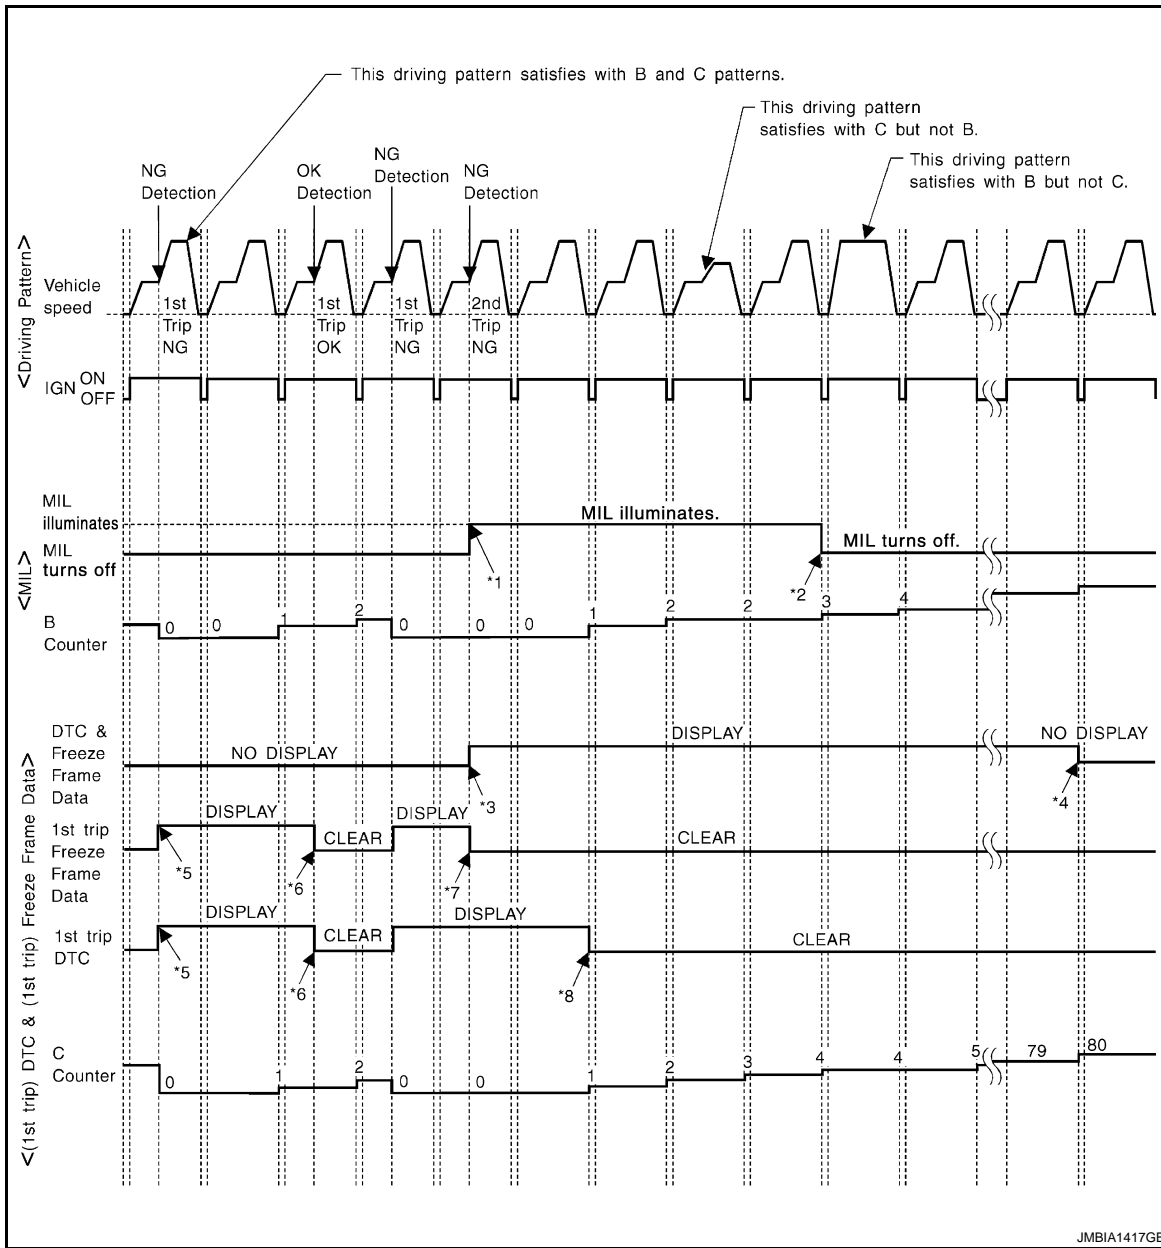 This driving pattern satisfies with B and C patterns.
This driving pattern
satisfies with C but not B.
This driving pattern
satisfies with B but not C.
NG
Detection
OK
Detection
NG
Detection
NG
Detection
<Driving Pattern>
Vehicle
speed
1st
Trip
NG
1st
Trip
OK
1st
Trip
NG
2nd
Trip
NG
IGN ON
OFF
<MIL>
MIL
illuminates
MIL
turns off
MIL illuminates.
MIL turns off.
*1
*2
B
Counter
0 0 1 2 0 0 0 1 2 2 3 4
<(1st trip) DTC & (1st trip) Freeze Frame Data>
DTC &
Freeze
Frame
Data
NO DISPLAY
DISPLAY
NO DISPLAY
*3
*4
1st trip
Freeze
Frame
Data
DISPLAY
CLEAR
DISPLAY
CLEAR
*5
*6
*7
1st trip
DTC
DISPLAY
CLEAR
DISPLAY
CLEAR
*5
*6
*8
C
Counter
0 1 2 0 0 1 2 3 4 4 5 79 80
JMBIA1417GB